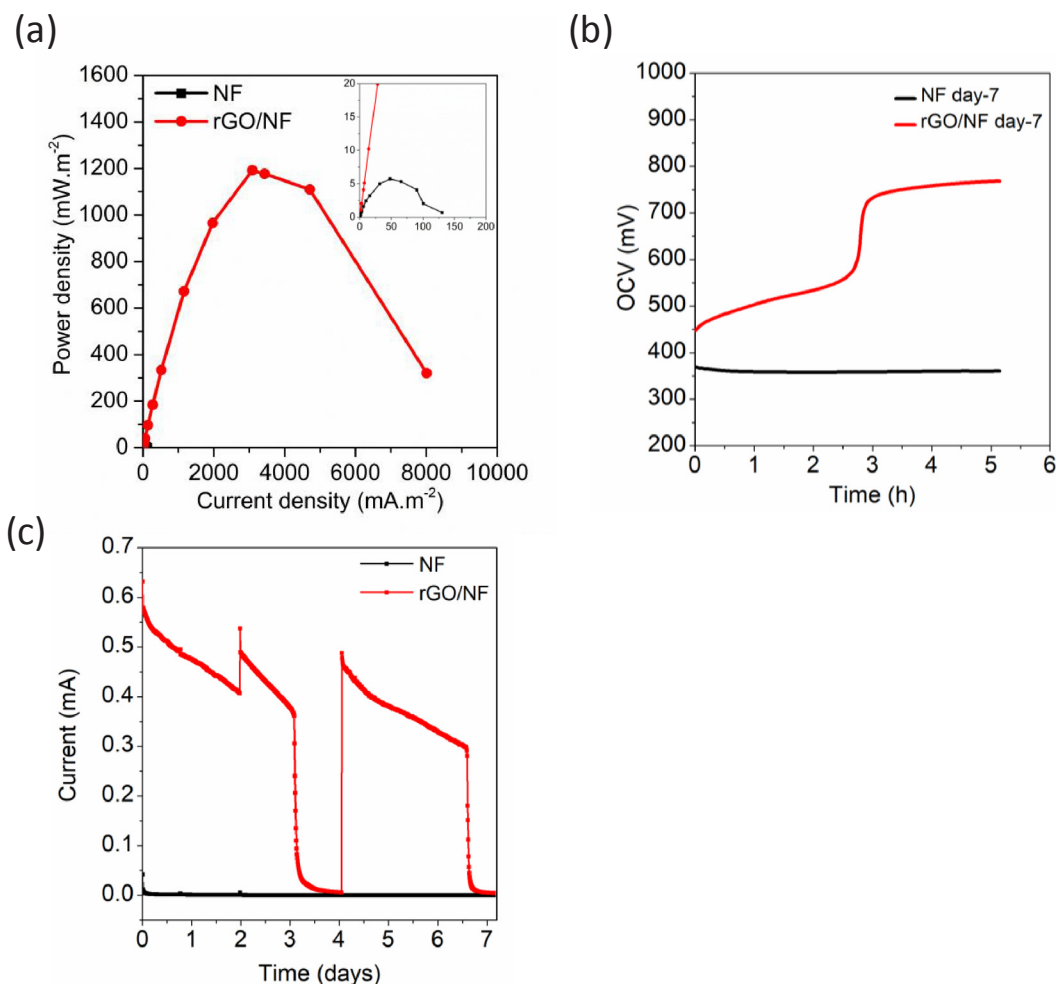 (a)
1600
1400
1200
1000
800
600
400
200
0
0 2000 4000 6000 8000 10000
Power density (mW.m⁻²)
Current density (mA.m⁻²)
NF
rGO/NF
20
15
10
5
0
0 50 100 150 200
(b)
1000
900
800
700
600
500
400
300
200
0 1 2 3 4 5 6
OCV (mV)
Time (h)
NF day-7
rGO/NF day-7
(c)
0.7
0.6
0.5
0.4
0.3
0.2
0.1
0.0
0 1 2 3 4 5 6 7
Current (mA)
Time (days)
NF
rGO/NF